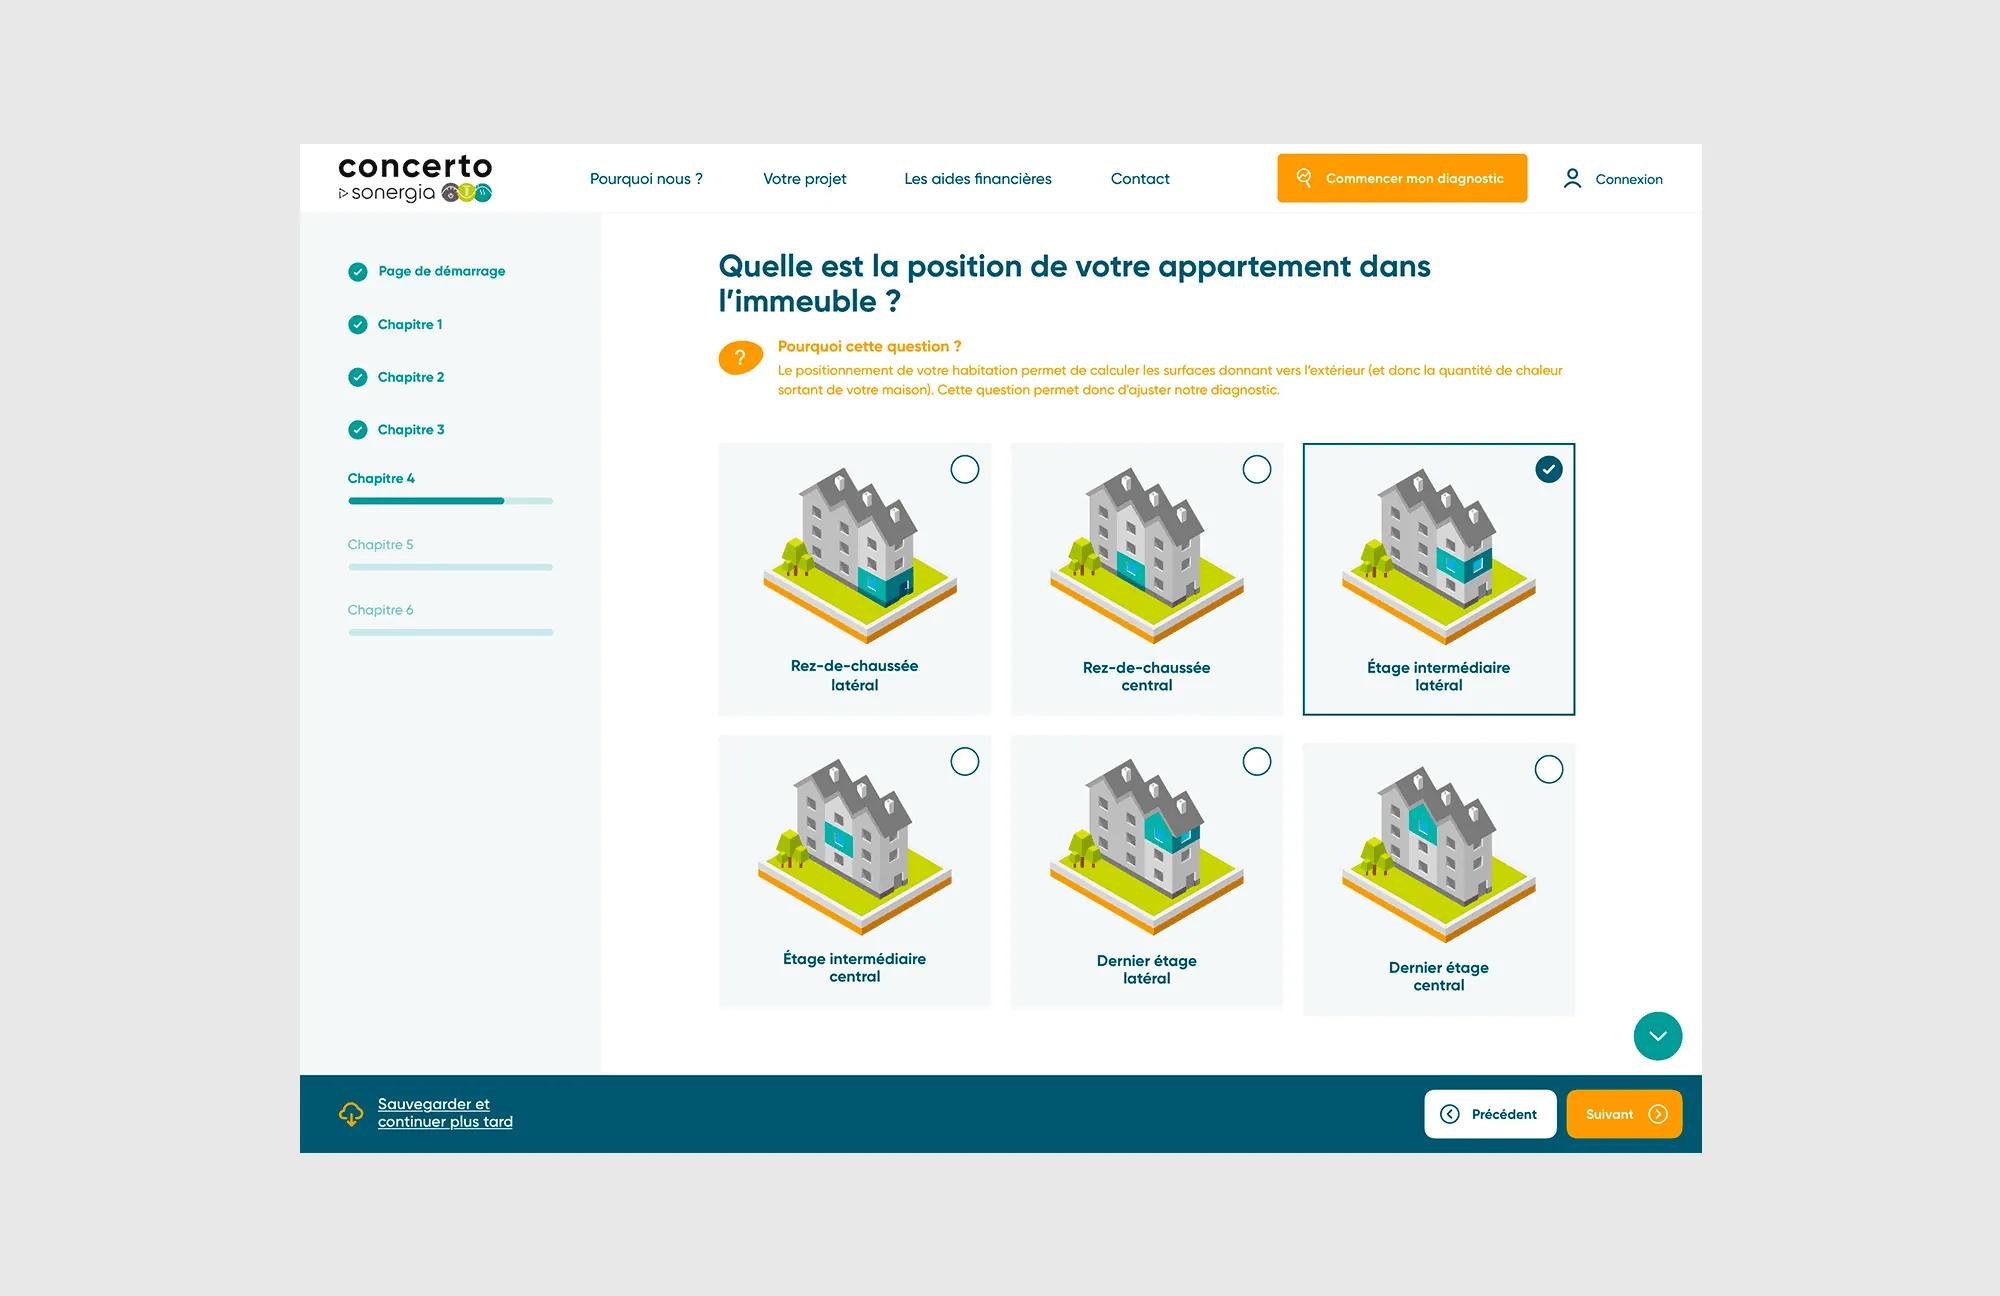 concerto
sonergia
Pourquoi nous ?
Votre projet
Les aides financières
Contact
Commencer mon diagnostic
Connexion
Page de démarrage
Chapitre 1
Chapitre 2
Chapitre 3
Chapitre 4
Chapitre 5
Chapitre 6
Quelle est la position de votre appartement dans
l’immeuble ?
?
Pourquoi cette question ?
Le positionnement de votre habitation permet de calculer les surfaces donnant vers l’extérieur (et donc la quantité de chaleur
sortant de votre maison). Cette question permet donc d'ajuster notre diagnostic.
Rez-de-chaussée
latéral
Rez-de-chaussée
central
Étage intermédiaire
latéral
Étage intermédiaire
central
Dernier étage
latéral
Dernier étage
central
Sauvegarder et
continuer plus tard
Précédent
Suivant